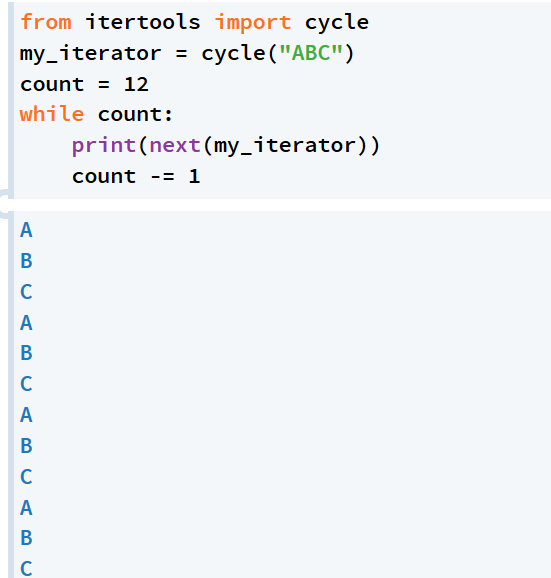 from itertools import cycle
my_iterator = cycle("ABC")
count = 12
while count:
    print(next(my_iterator))
    count -= 1
A
B
C
A
B
C
A
B
C
A
B
C